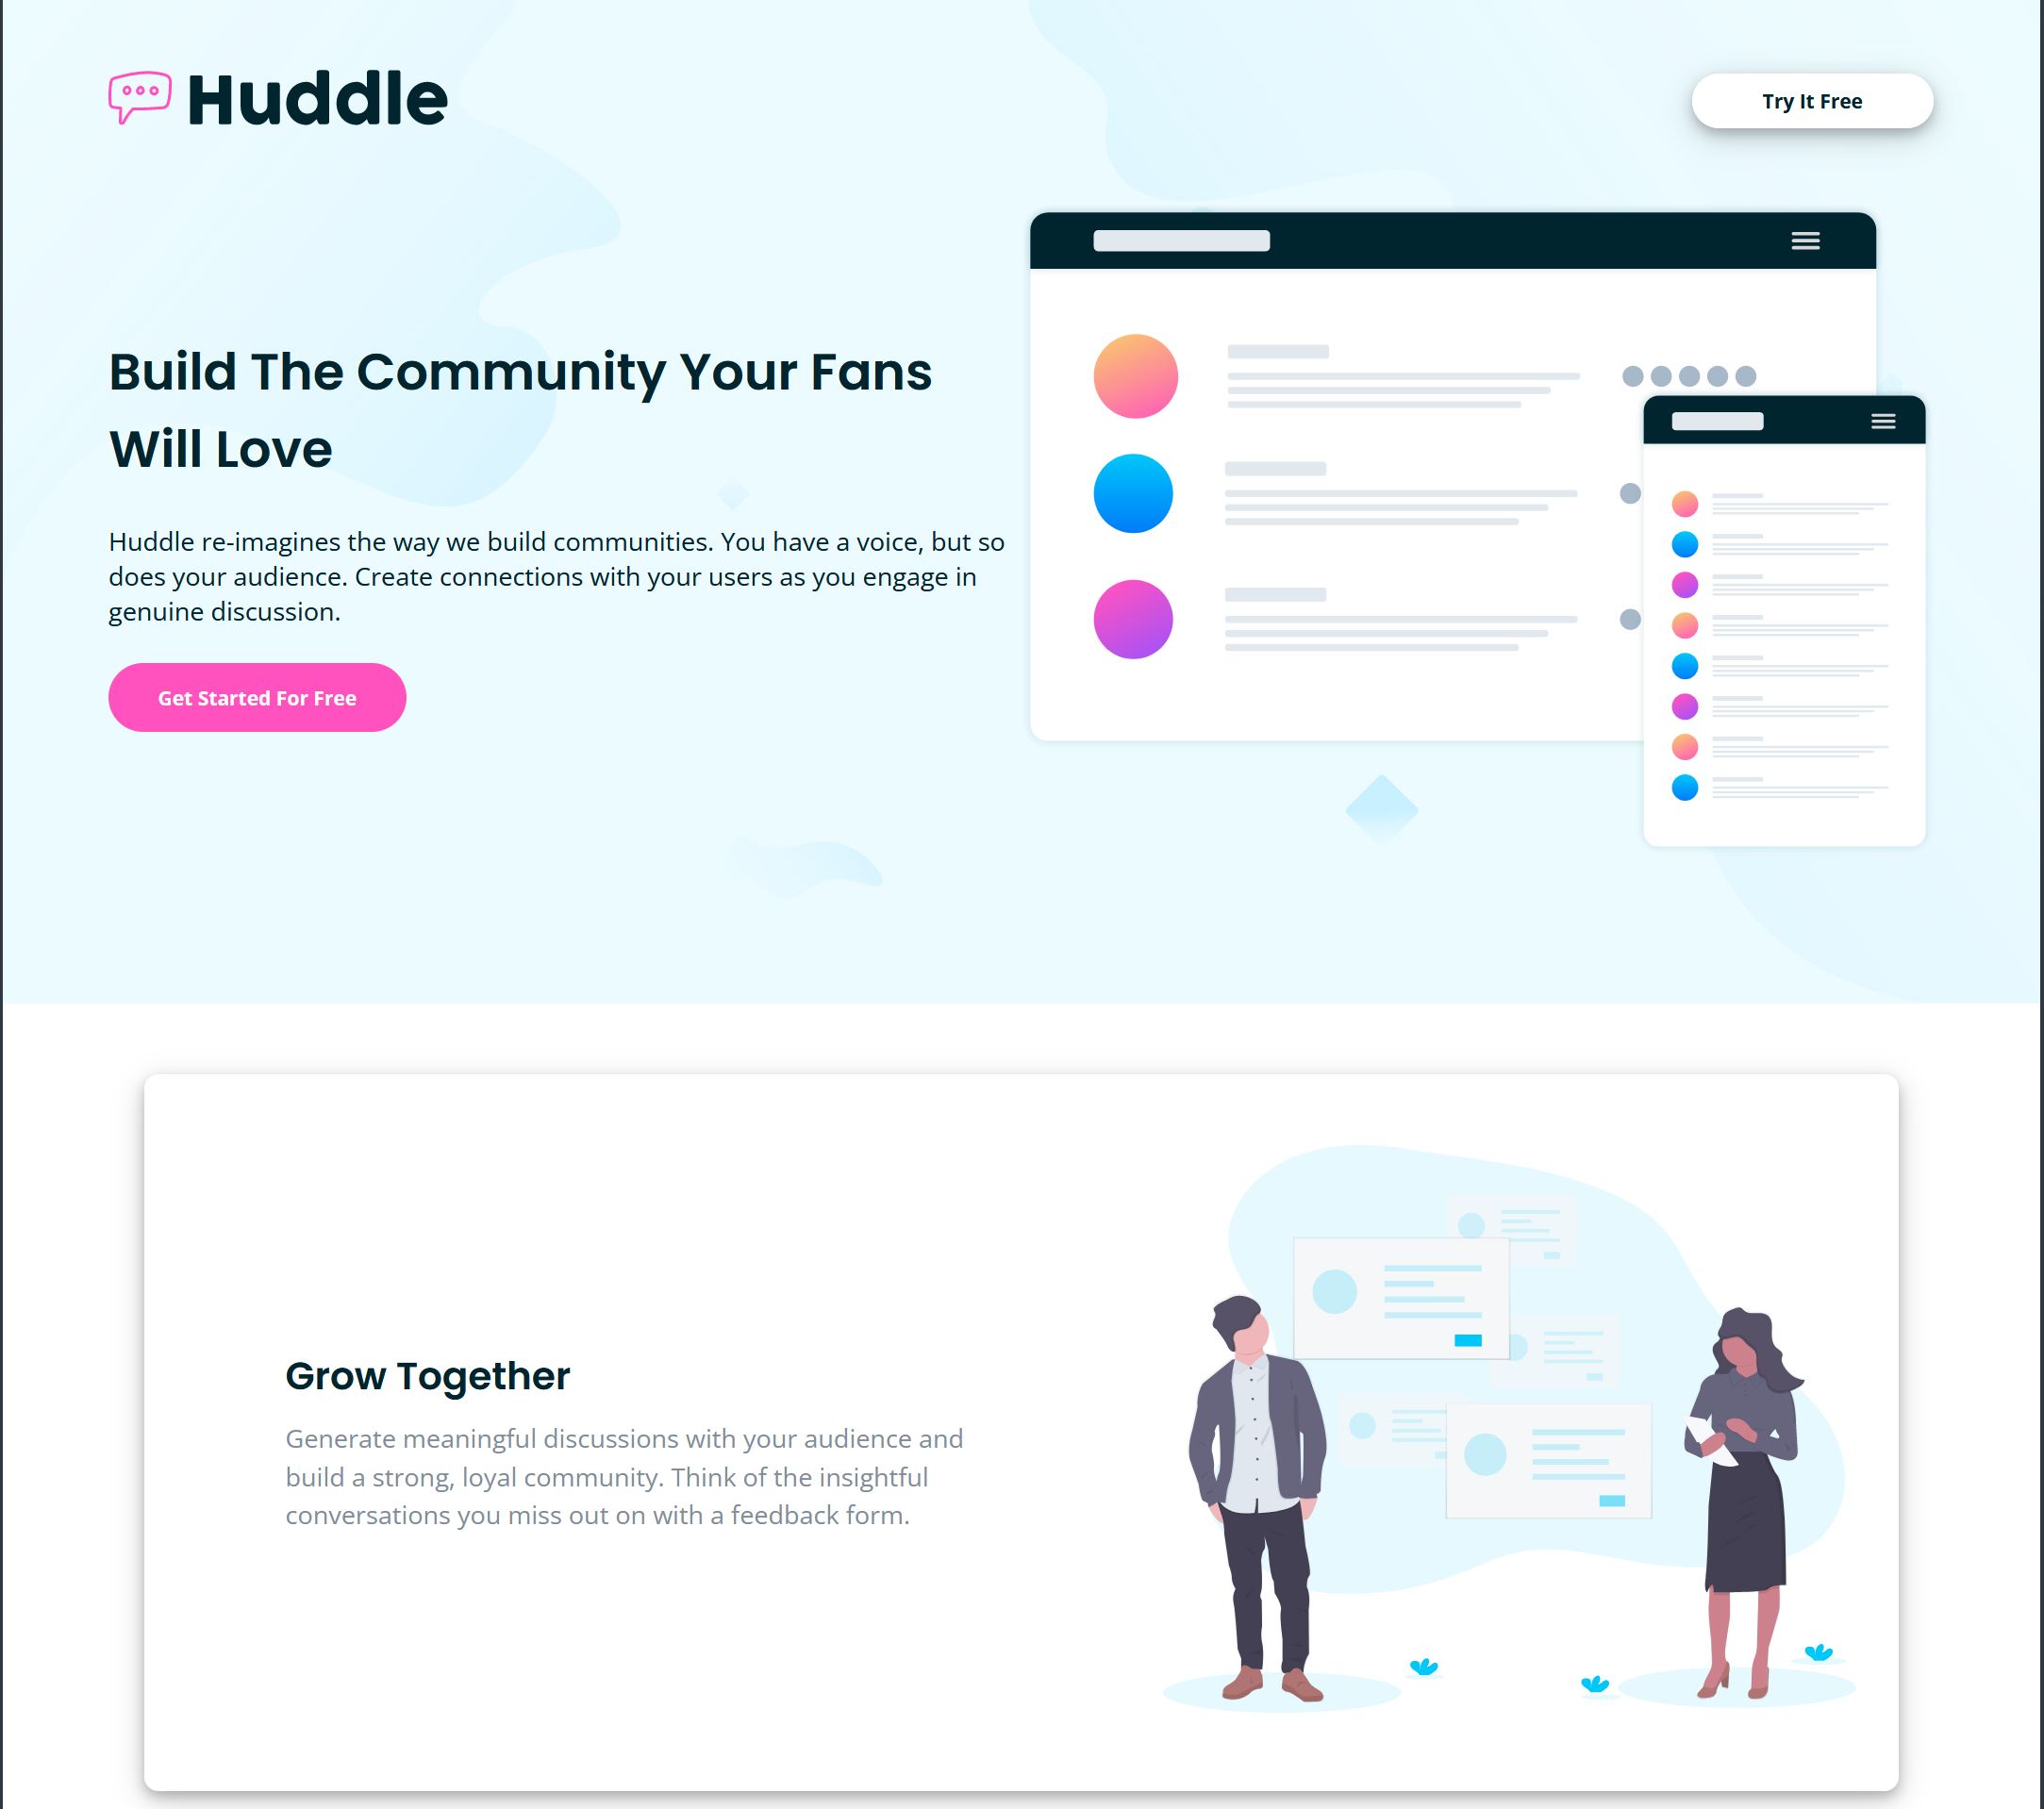 Huddle
Try It Free
Build The Community Your Fans
Will Love
Huddle re-imagines the way we build communities. You have a voice, but so
does your audience. Create connections with your users as you engage in
genuine discussion.
Get Started For Free
Grow Together
Generate meaningful discussions with your audience and
build a strong, loyal community. Think of the insightful
conversations you miss out on with a feedback form.